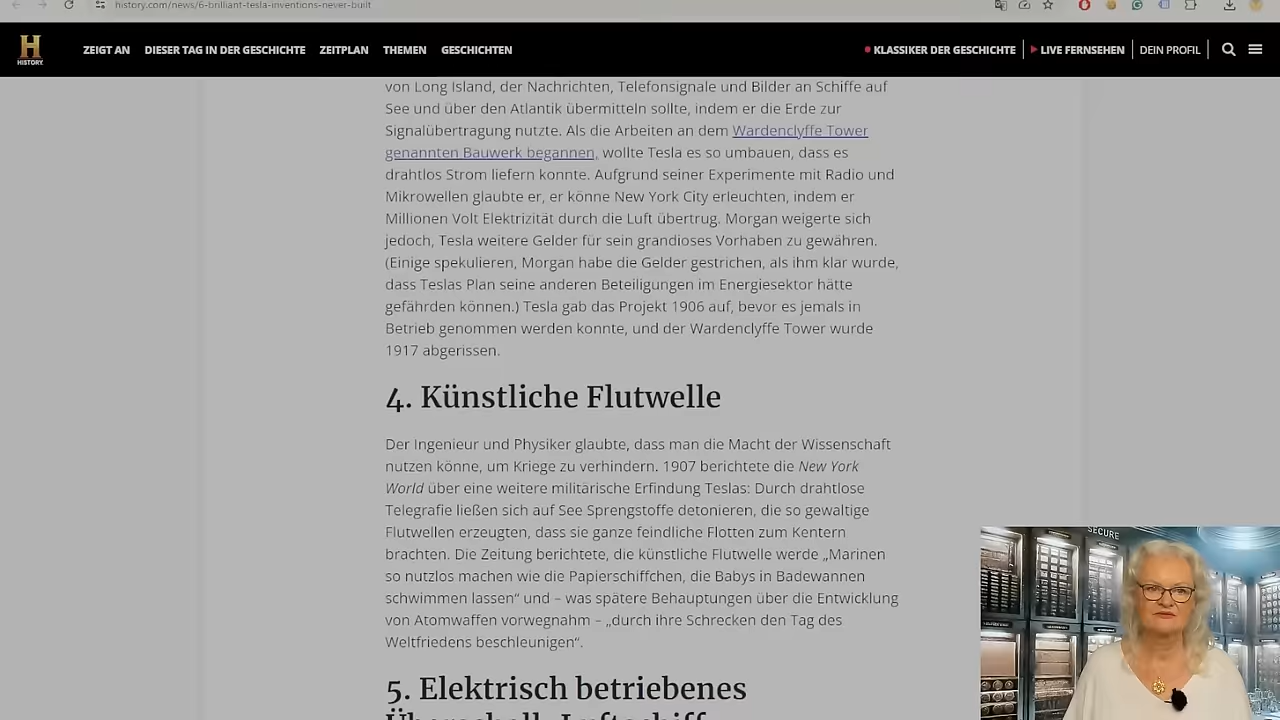 history.com/news/6-brilliant-tesla-inventions-never-built
H
HISTORY.
ZEIGT AN
DIESER TAG IN DER GESCHICHTE
ZEITPLAN
THEMEN
GESCHICHTEN
KLASSIKER DER GESCHICHTE
LIVE FERNSEHEN
DEIN PROFIL
von Long Island, der Nachrichten, Telefonsignale und Bilder an Schiffe auf
See und über den Atlantik übermitteln sollte, indem er die Erde zur
Signalübertragung nutzte. Als die Arbeiten an dem Wardenclyffe Tower
genannten Bauwerk begannen, wollte Tesla es so umbauen, dass es
drahtlos Strom liefern konnte. Aufgrund seiner Experimente mit Radio und
Mikrowellen glaubte er, er könne New York City erleuchten, indem er
Millionen Volt Elektrizität durch die Luft übertrug. Morgan weigerte sich
jedoch, Tesla weitere Gelder für sein grandioses Vorhaben zu gewähren.
(Einige spekulieren, Morgan habe die Gelder gestrichen, als ihm klar wurde,
dass Teslas Plan seine anderen Beteiligungen im Energiesektor hätte
gefährden können.) Tesla gab das Projekt 1906 auf, bevor es jemals in
Betrieb genommen werden konnte, und der Wardenclyffe Tower wurde
1917 abgerissen.
4. Künstliche Flutwelle
Der Ingenieur und Physiker glaubte, dass man die Macht der Wissenschaft
nutzen könne, um Kriege zu verhindern. 1907 berichtete die New York
World über eine weitere militärische Erfindung Teslas: Durch drahtlose
Telegrafie ließen sich auf See Sprengstoffe detonieren, die so gewaltige
Flutwellen erzeugten, dass sie ganze feindliche Flotten zum Kentern
brachten. Die Zeitung berichtete, die künstliche Flutwelle werde „Marinen
so nutzlos machen wie die Papierschiffchen, die Babys in Badewannen
schwimmen lassen“ und – was spätere Behauptungen über die Entwicklung
von Atomwaffen vorwegnahm – „durch ihre Schrecken den Tag des
Weltfriedens beschleunigen“.
5. Elektrisch betriebenes
Überschall-Luftschiff
SECURE